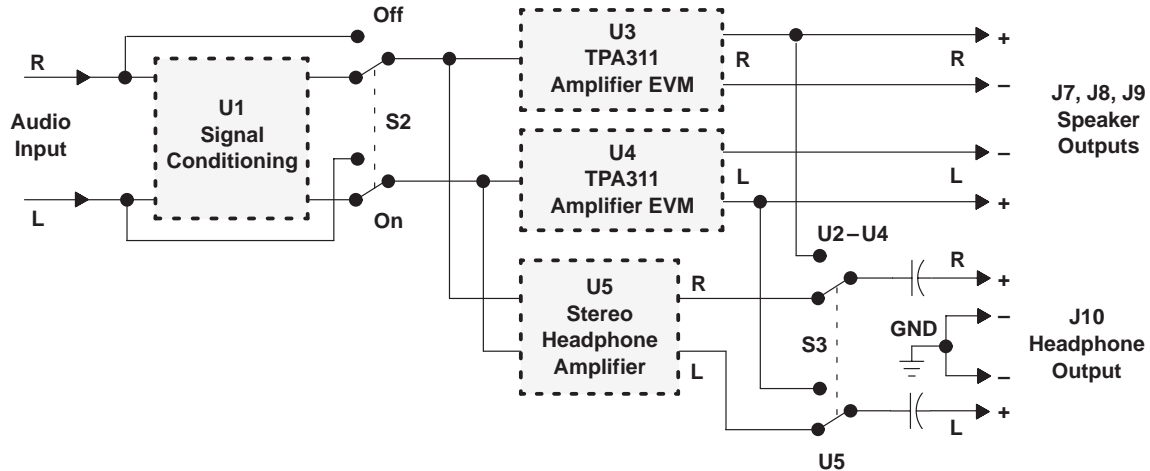 Off
R
Audio
Input
L
U1
Signal
Conditioning
S2
On
U3
TPA311
Amplifier EVM
R
R
+
–
J7, J8, J9
Speaker
Outputs
U4
TPA311
Amplifier EVM
L
–
L
+
U2–U4
U5
Stereo
Headphone
Amplifier
R
L
S3
R
+
GND
–
J10
Headphone
Output
–
+
L
U5